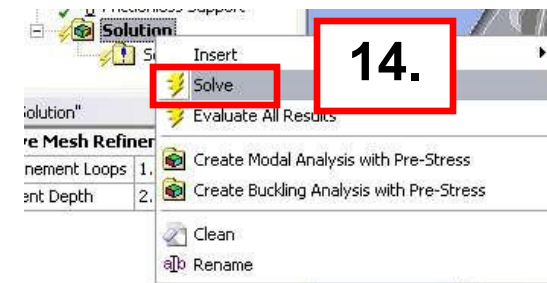 Frictionless Support
Solution
Insert
14.
Solve
Solution"
Evaluate All Results
ve Mesh Refiner
nement Loops 1.
Create Modal Analysis with Pre-Stress
ent Depth 2.
Create Buckling Analysis with Pre-Stress
Clean
Rename